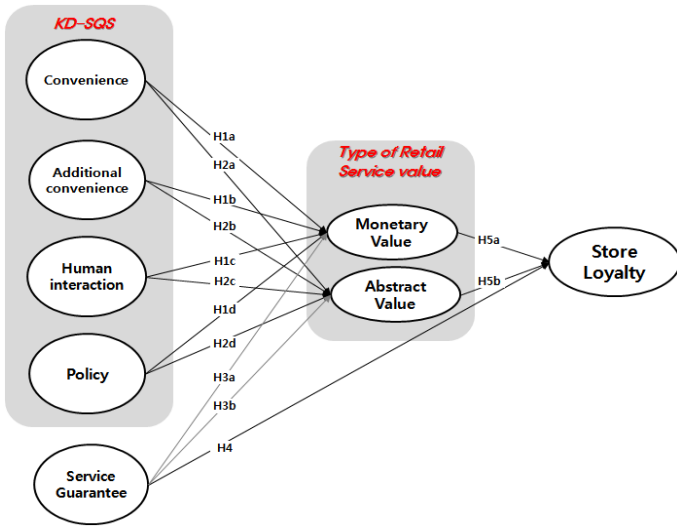 KD-SQS
Convenience
Additional
convenience
Human
interaction
Policy
Service
Guarantee
H1a
H2a
H1b
H2b
H1c
H2c
H1d
H2d
H3a
H3b
H4
Type of Retail
Service value
Monetary
Value
Abstract
Value
H5a
H5b
Store
Loyalty